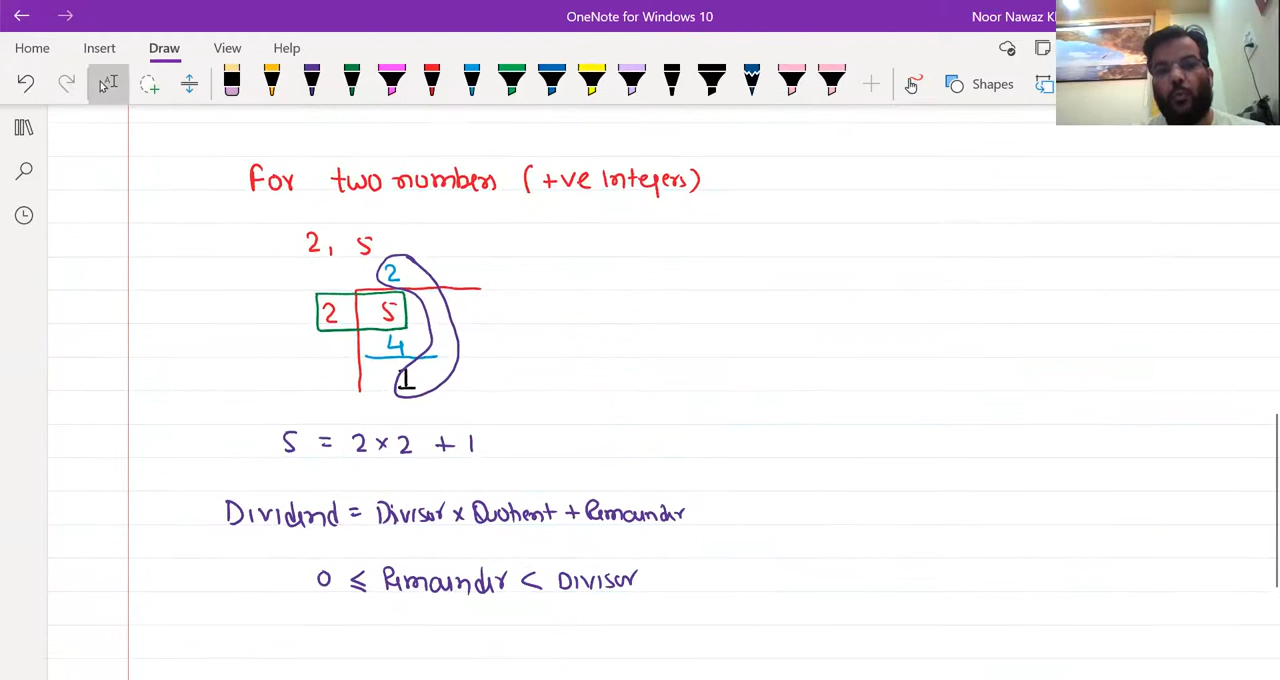 OneNote for Windows 10
Noor Nawaz K
Home Insert Draw View Help
Shapes
For two numbers (+ve Integers)
2, 5
2
2 5
4
1
5 = 2 × 2 + 1
Dividend = Divisor × Quotient + Remainder
0 ≤ Remainder < Divisor